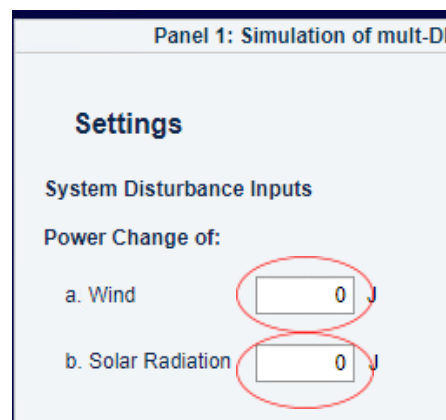 Panel 1: Simulation of mult-D
Settings
System Disturbance Inputs
Power Change of:
a. Wind 0 J
b. Solar Radiation 0 J